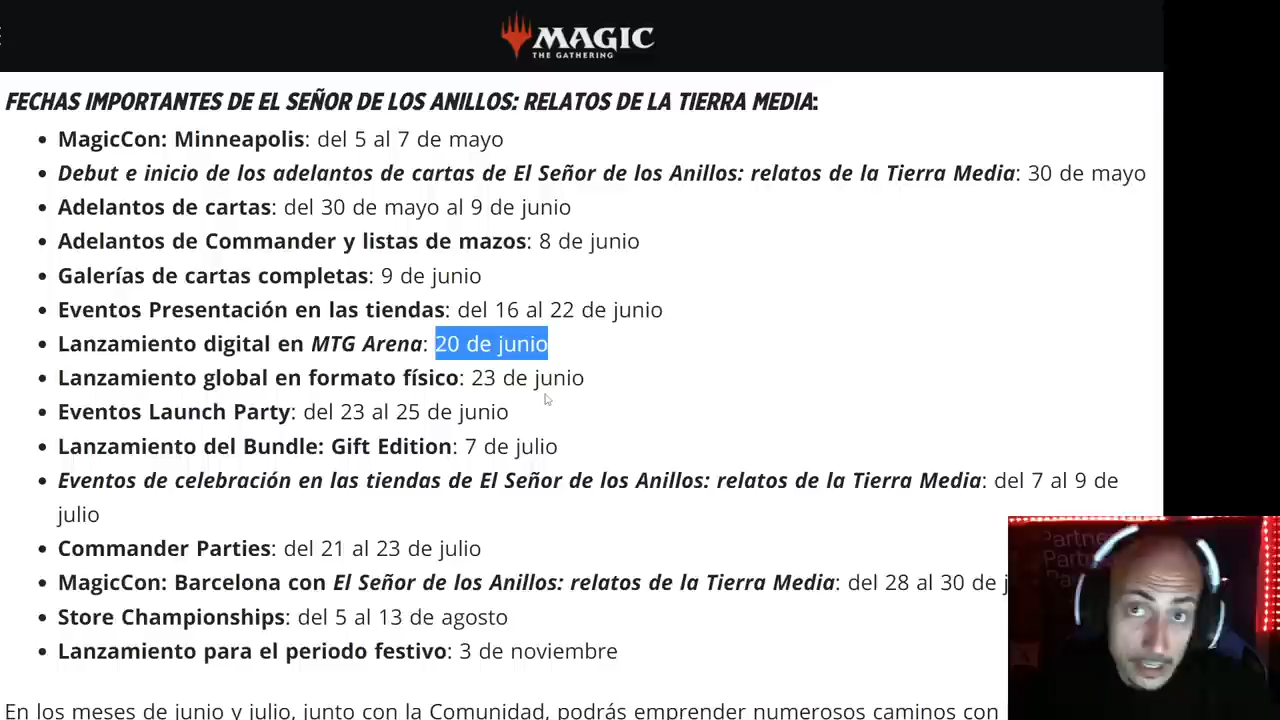 MAGIC
THE GATHERING
FECHAS IMPORTANTES DE EL SEÑOR DE LOS ANILLOS: RELATOS DE LA TIERRA MEDIA:
MagicCon: Minneapolis: del 5 al 7 de mayo
Debut e inicio de los adelantos de cartas de El Señor de los Anillos: relatos de la Tierra Media: 30 de mayo
Adelantos de cartas: del 30 de mayo al 9 de junio
Adelantos de Commander y listas de mazos: 8 de junio
Galerías de cartas completas: 9 de junio
Eventos Presentación en las tiendas: del 16 al 22 de junio
Lanzamiento digital en MTG Arena: 20 de junio
Lanzamiento global en formato físico: 23 de junio
Eventos Launch Party: del 23 al 25 de junio
Lanzamiento del Bundle: Gift Edition: 7 de julio
Eventos de celebración en las tiendas de El Señor de los Anillos: relatos de la Tierra Media: del 7 al 9 de
julio
Commander Parties: del 21 al 23 de julio
MagicCon: Barcelona con El Señor de los Anillos: relatos de la Tierra Media: del 28 al 30 de
Store Championships: del 5 al 13 de agosto
Lanzamiento para el periodo festivo: 3 de noviembre
En los meses de junio y julio, junto con la Comunidad, podrás emprender numerosos caminos con